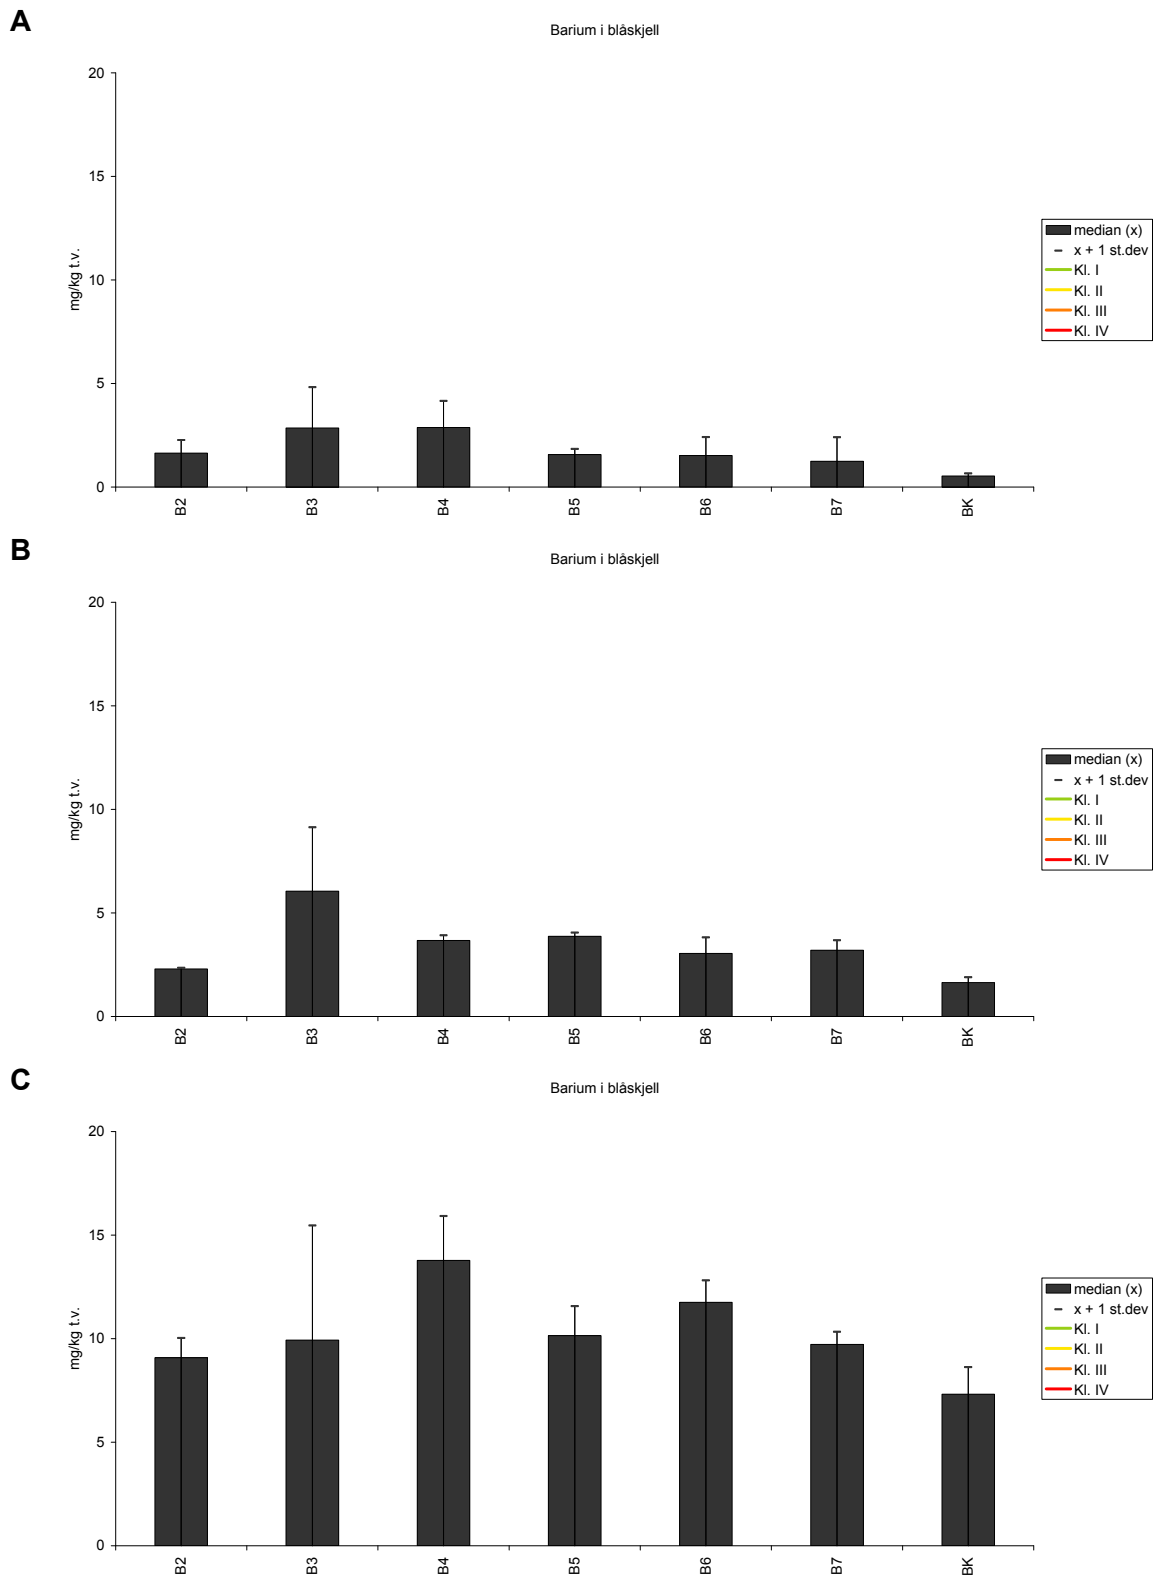 A
Barium i blåskjell
20
15
10
5
0
mg/kg t.v.
B2 B3 B4 B5 B6 B7 BK
median (x)
x + 1 st.dev
Kl. I
Kl. II
Kl. III
Kl. IV
B
Barium i blåskjell
20
15
10
5
0
mg/kg t.v.
B2 B3 B4 B5 B6 B7 BK
median (x)
x + 1 st.dev
Kl. I
Kl. II
Kl. III
Kl. IV
C
Barium i blåskjell
20
15
10
5
0
mg/kg t.v.
B2 B3 B4 B5 B6 B7 BK
median (x)
x + 1 st.dev
Kl. I
Kl. II
Kl. III
Kl. IV